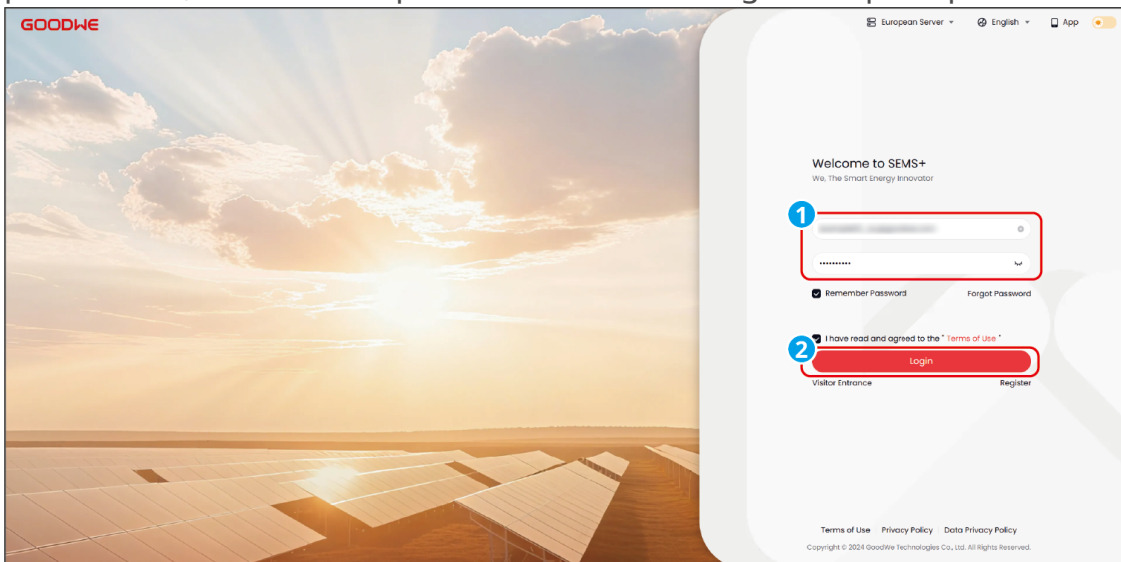 GOODWE
European Server
English
App
Welcome to SEMS+
We, The Smart Energy Innovator
1
••••••••••
Remember Password Forgot Password
I have read and agreed to the " Terms of Use "
2
Login
Visitor Entrance Register
Terms of Use Privacy Policy Data Privacy Policy
Copyright © 2024 GoodWe Technologies Co., Ltd. All Rights Reserved.